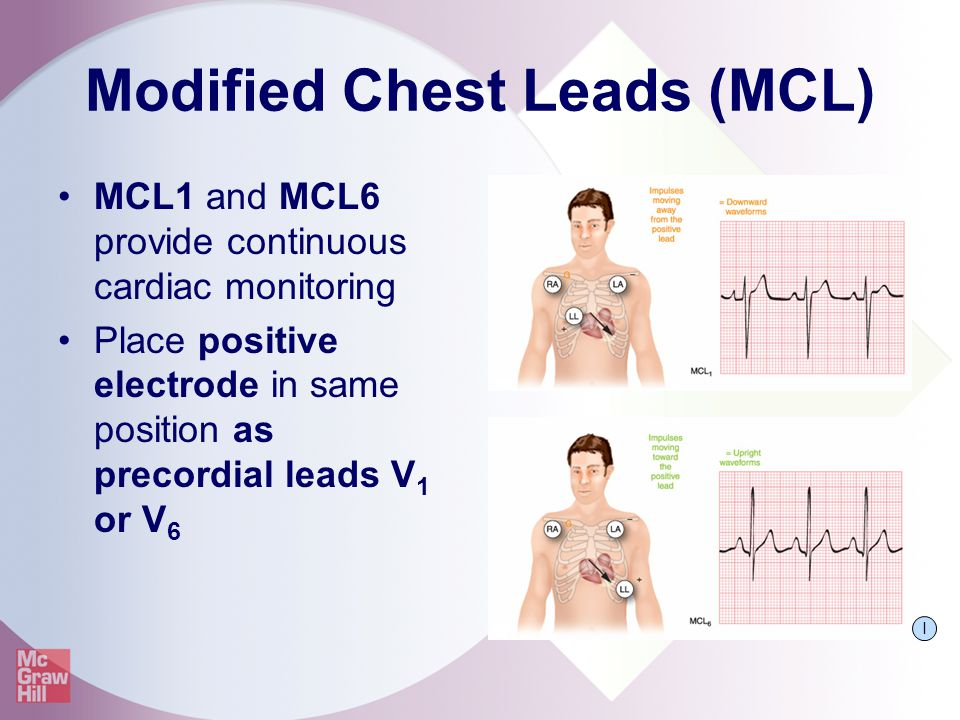 Modified Chest Leads (MCL)
• MCL1 and MCL6
provide continuous
cardiac monitoring
• Place positive
electrode in same
position as
precordial leads V1
or V6
Impulses
moving
away
from the
positive
lead
= Downward
waveforms
G
RA
LA
–
LL
+
MCL1
Impulses
moving
toward
the
positive
lead
= Upright
waveforms
G
RA
LA
–
LL
+
MCL6
I
Mc
Graw
Hill